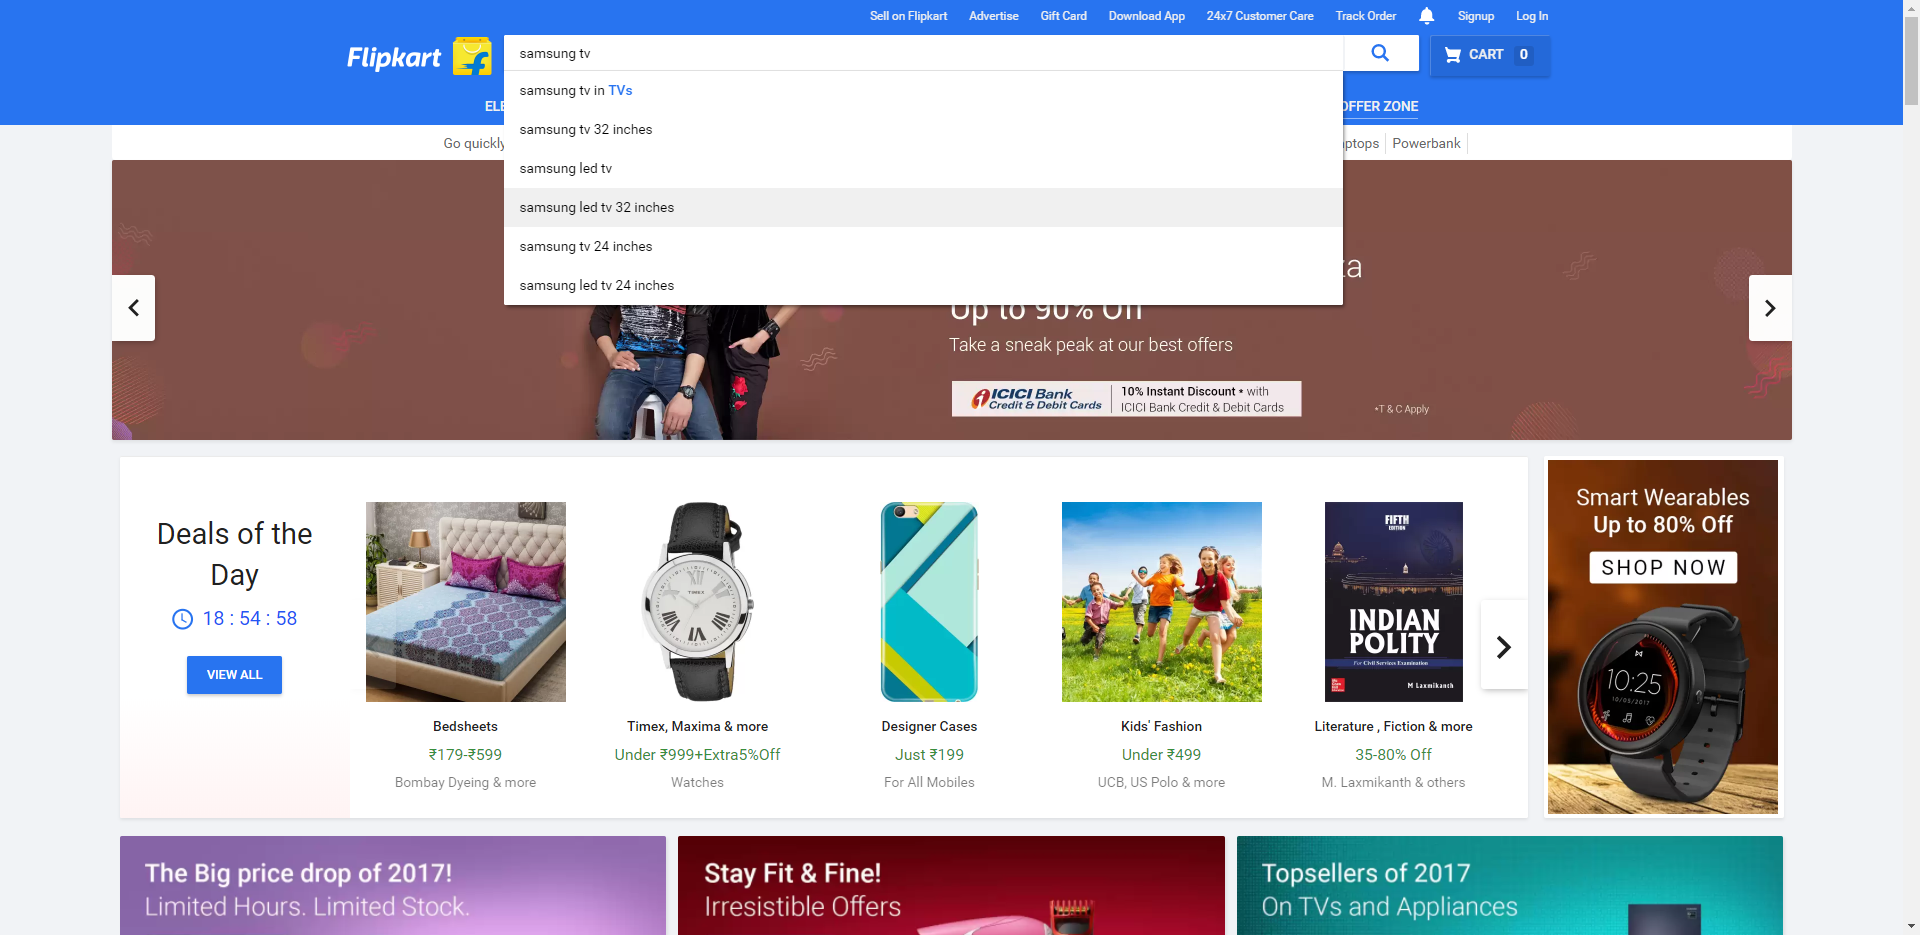 Sell on Flipkart Advertise Gift Card Download App 24x7 Customer Care Track Order Signup Log In
Flipkart
samsung tv
CART 0
samsung tv in TVs
samsung tv 32 inches
samsung led tv
samsung led tv 32 inches
samsung tv 24 inches
samsung led tv 24 inches
OFFER ZONE
Go quickly
Powerbank
Up to 90% Off
Take a sneak peak at our best offers
ICICI Bank
Credit & Debit Cards
10% Instant Discount * with
ICICI Bank Credit & Debit Cards
*T & C Apply
Deals of the
Day
18 : 54 : 58
VIEW ALL
TIMEX
FIFTH
EDITION
INDIAN
POLITY
For Civil Services Examination
M Laxmikanth
Bedsheets
₹179-₹599
Bombay Dyeing & more
Timex, Maxima & more
Under ₹999+Extra5%Off
Watches
Designer Cases
Just ₹199
For All Mobiles
Kids' Fashion
Under ₹499
UCB, US Polo & more
Literature , Fiction & more
35-80% Off
M. Laxmikanth & others
Smart Wearables
Up to 80% Off
SHOP NOW
10:25
10/05/2017
The Big price drop of 2017!
Limited Hours. Limited Stock.
Stay Fit & Fine!
Irresistible Offers
Topsellers of 2017
On TVs and Appliances